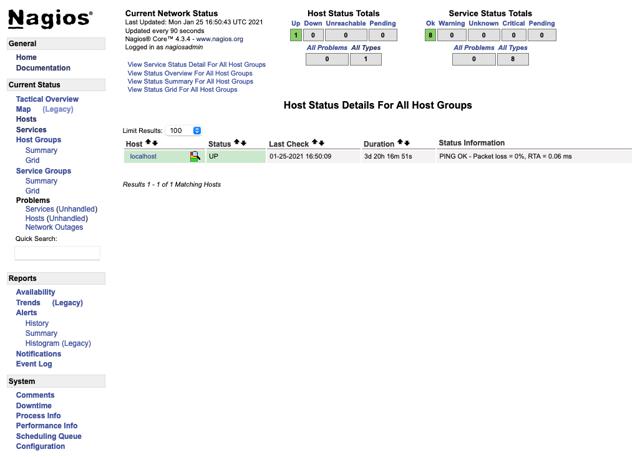 Nagios®
General
Home
Documentation
Current Status
Tactical Overview
Map (Legacy)
Hosts
Services
Host Groups
Summary
Grid
Service Groups
Summary
Grid
Problems
Services (Unhandled)
Hosts (Unhandled)
Network Outages
Quick Search:
Reports
Availability
Trends (Legacy)
Alerts
History
Summary
Histogram (Legacy)
Notifications
Event Log
System
Comments
Downtime
Process Info
Performance Info
Scheduling Queue
Configuration
Current Network Status
Last Updated: Mon Jan 25 16:50:43 UTC 2021
Updated every 90 seconds
Nagios® Core™ 4.3.4 - www.nagios.org
Logged in as nagiosadmin
View Service Status Detail For All Host Groups
View Status Overview For All Host Groups
View Status Summary For All Host Groups
View Status Grid For All Host Groups
Host Status Totals
Up Down Unreachable Pending
1 0 0 0
All Problems All Types
0 1
Service Status Totals
Ok Warning Unknown Critical Pending
8 0 0 0 0
All Problems All Types
0 8
Host Status Details For All Host Groups
Limit Results: 100
Host Status Last Check Duration Status Information
localhost UP 01-25-2021 16:50:09 3d 20h 16m 51s PING OK - Packet loss = 0%, RTA = 0.06 ms
Results 1 - 1 of 1 Matching Hosts